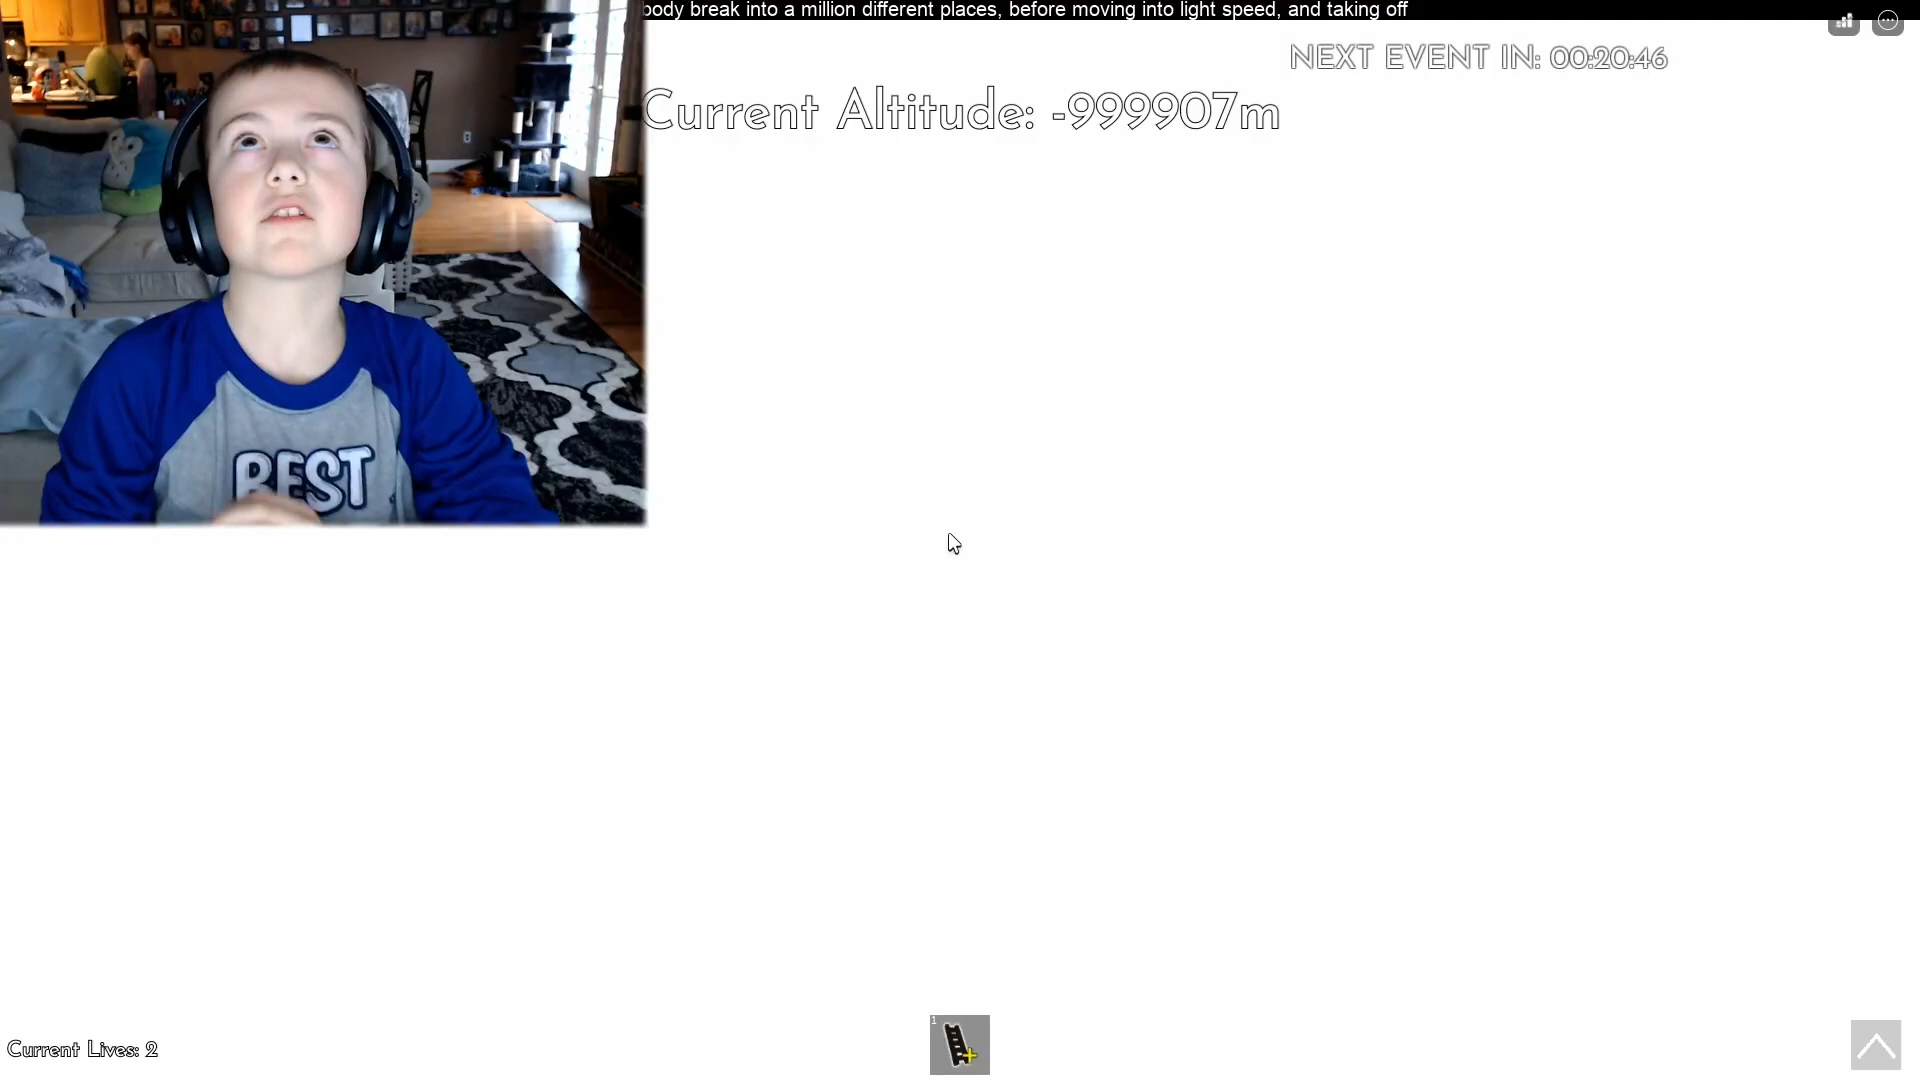 body break into a million different places, before moving into light speed, and taking off
NEXT EVENT IN: 00:20:46
Current Altitude: -999907m
BEST
1
Current Lives: 2